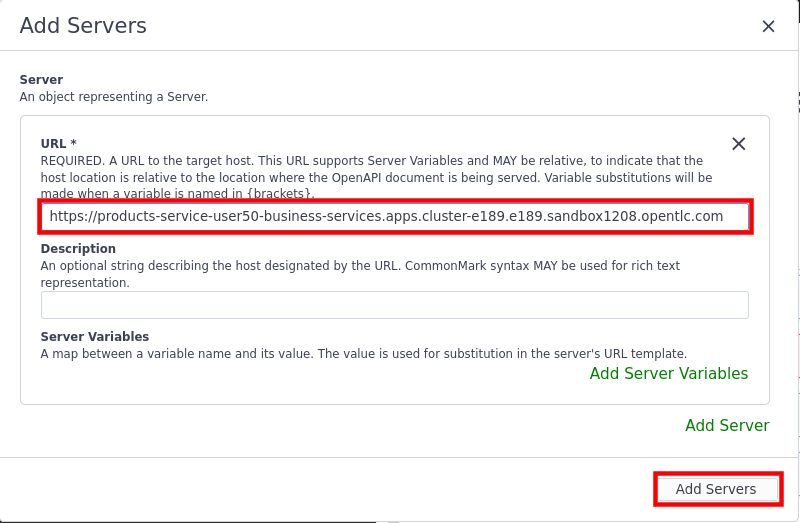 Add Servers
Server
An object representing a Server.
URL *
REQUIRED. A URL to the target host. This URL supports Server Variables and MAY be relative, to indicate that the
host location is relative to the location where the OpenAPI document is being served. Variable substitutions will be
made when a variable is named in {brackets}.
https://products-service-user50-business-services.apps.cluster-e189.e189.sandbox1208.opentlc.com
Description
An optional string describing the host designated by the URL. CommonMark syntax MAY be used for rich text
representation.
Server Variables
A map between a variable name and its value. The value is used for substitution in the server's URL template.
Add Server Variables
Add Server
Add Servers